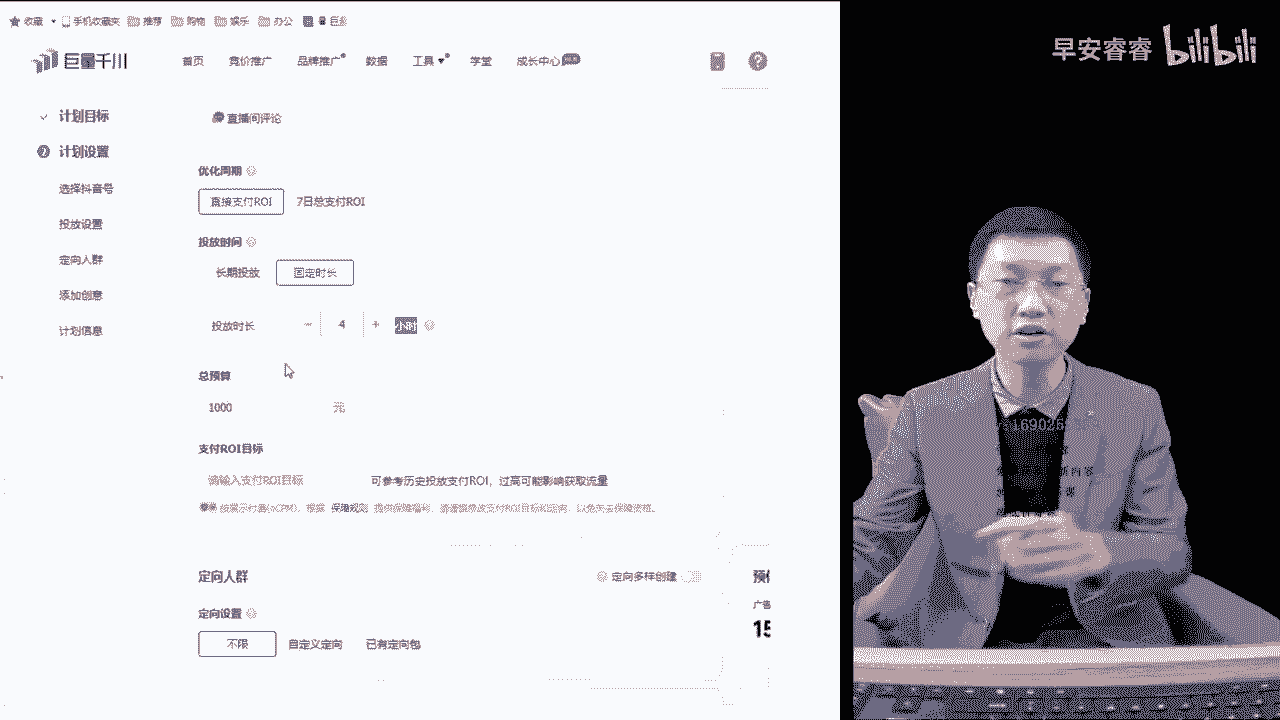 收藏 手机收藏夹 推荐 购物 娱乐 办公 巨量
早安睿睿 bilibili
巨量千川 首页 竞价推广 品牌推广 数据 工具 学堂 成长中心
计划目标
计划设置
选择抖音号
投放设置
定向人群
添加创意
计划信息
直播间评论
优化周期
直接支付ROI 7日总支付ROI
投放时间
长期投放 固定时长
投放时长 − 4 + 小时
总预算
1000 元
支付ROI目标
请输入支付ROI目标 可参考历史投放支付ROI，过高可能影响获取流量
定向人群 定向多样创建
定向设置
不限 自定义定向 已有定向包
广告
15